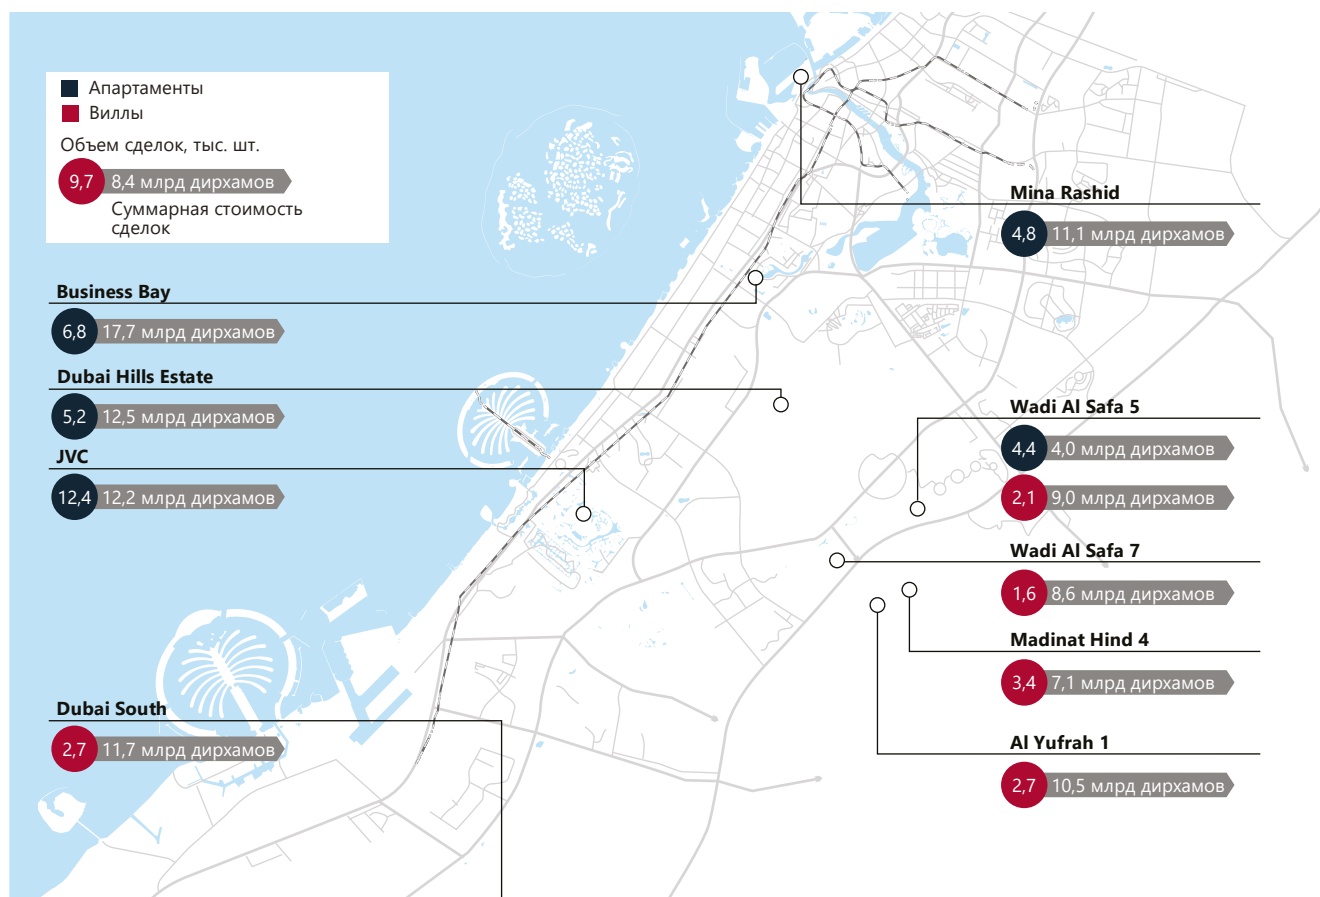 Апартаменты
Виллы
Объем сделок, тыс. шт.
9,7 8,4 млрд дирхамов
Суммарная стоимость
сделок
Mina Rashid
4,8 11,1 млрд дирхамов
Business Bay
6,8 17,7 млрд дирхамов
Dubai Hills Estate
5,2 12,5 млрд дирхамов
JVC
12,4 12,2 млрд дирхамов
Wadi Al Safa 5
4,4 4,0 млрд дирхамов
2,1 9,0 млрд дирхамов
Wadi Al Safa 7
1,6 8,6 млрд дирхамов
Madinat Hind 4
3,4 7,1 млрд дирхамов
Dubai South
2,7 11,7 млрд дирхамов
Al Yufrah 1
2,7 10,5 млрд дирхамов